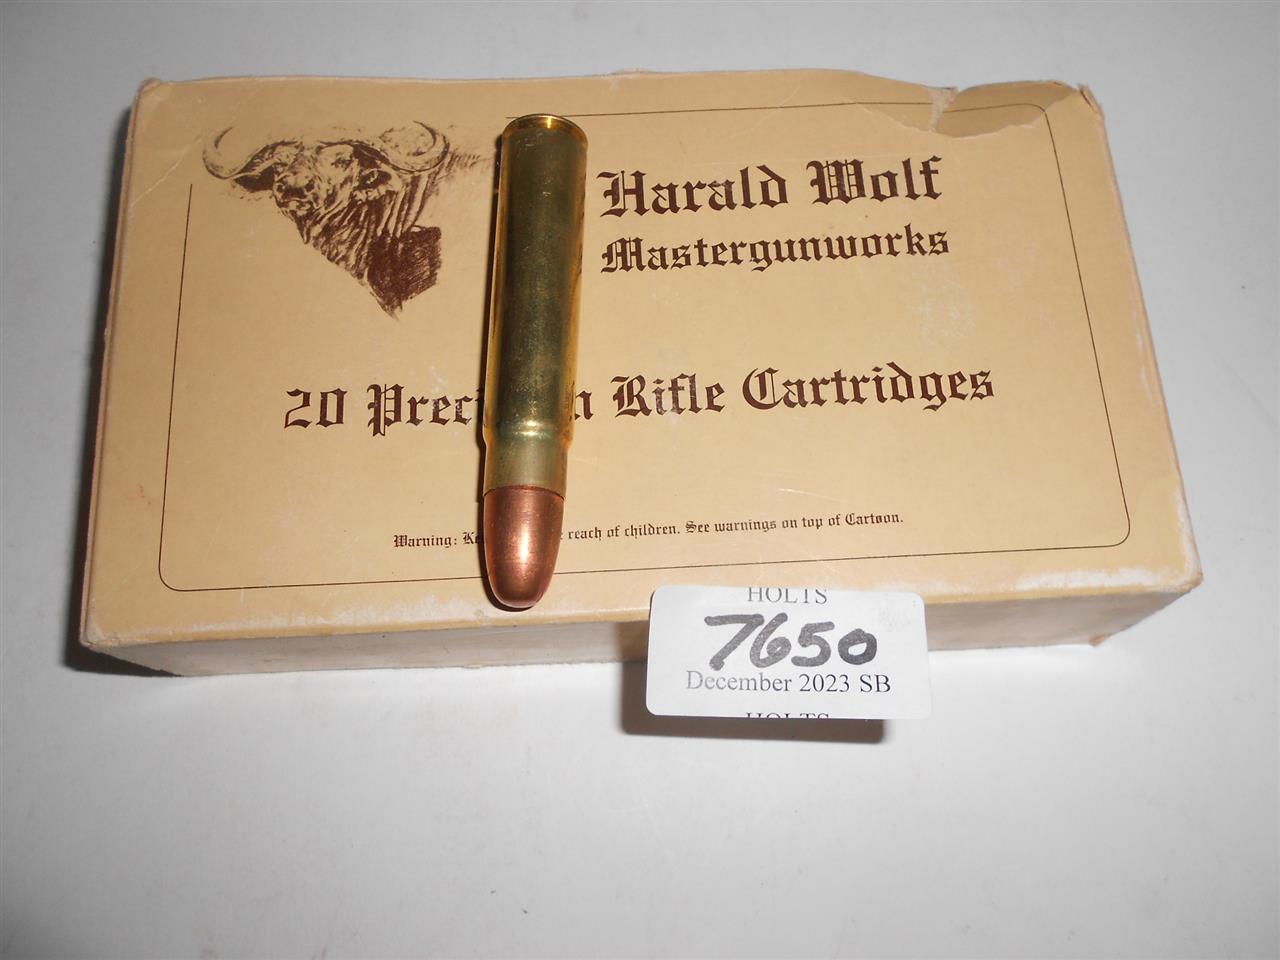 Harald Wolf
Mastergunworks
20 Rifle Cartridges
Warning: reach of children. See warnings on top of Cartoon.
HOLTS
7650
December 2023 SB
HOLTS